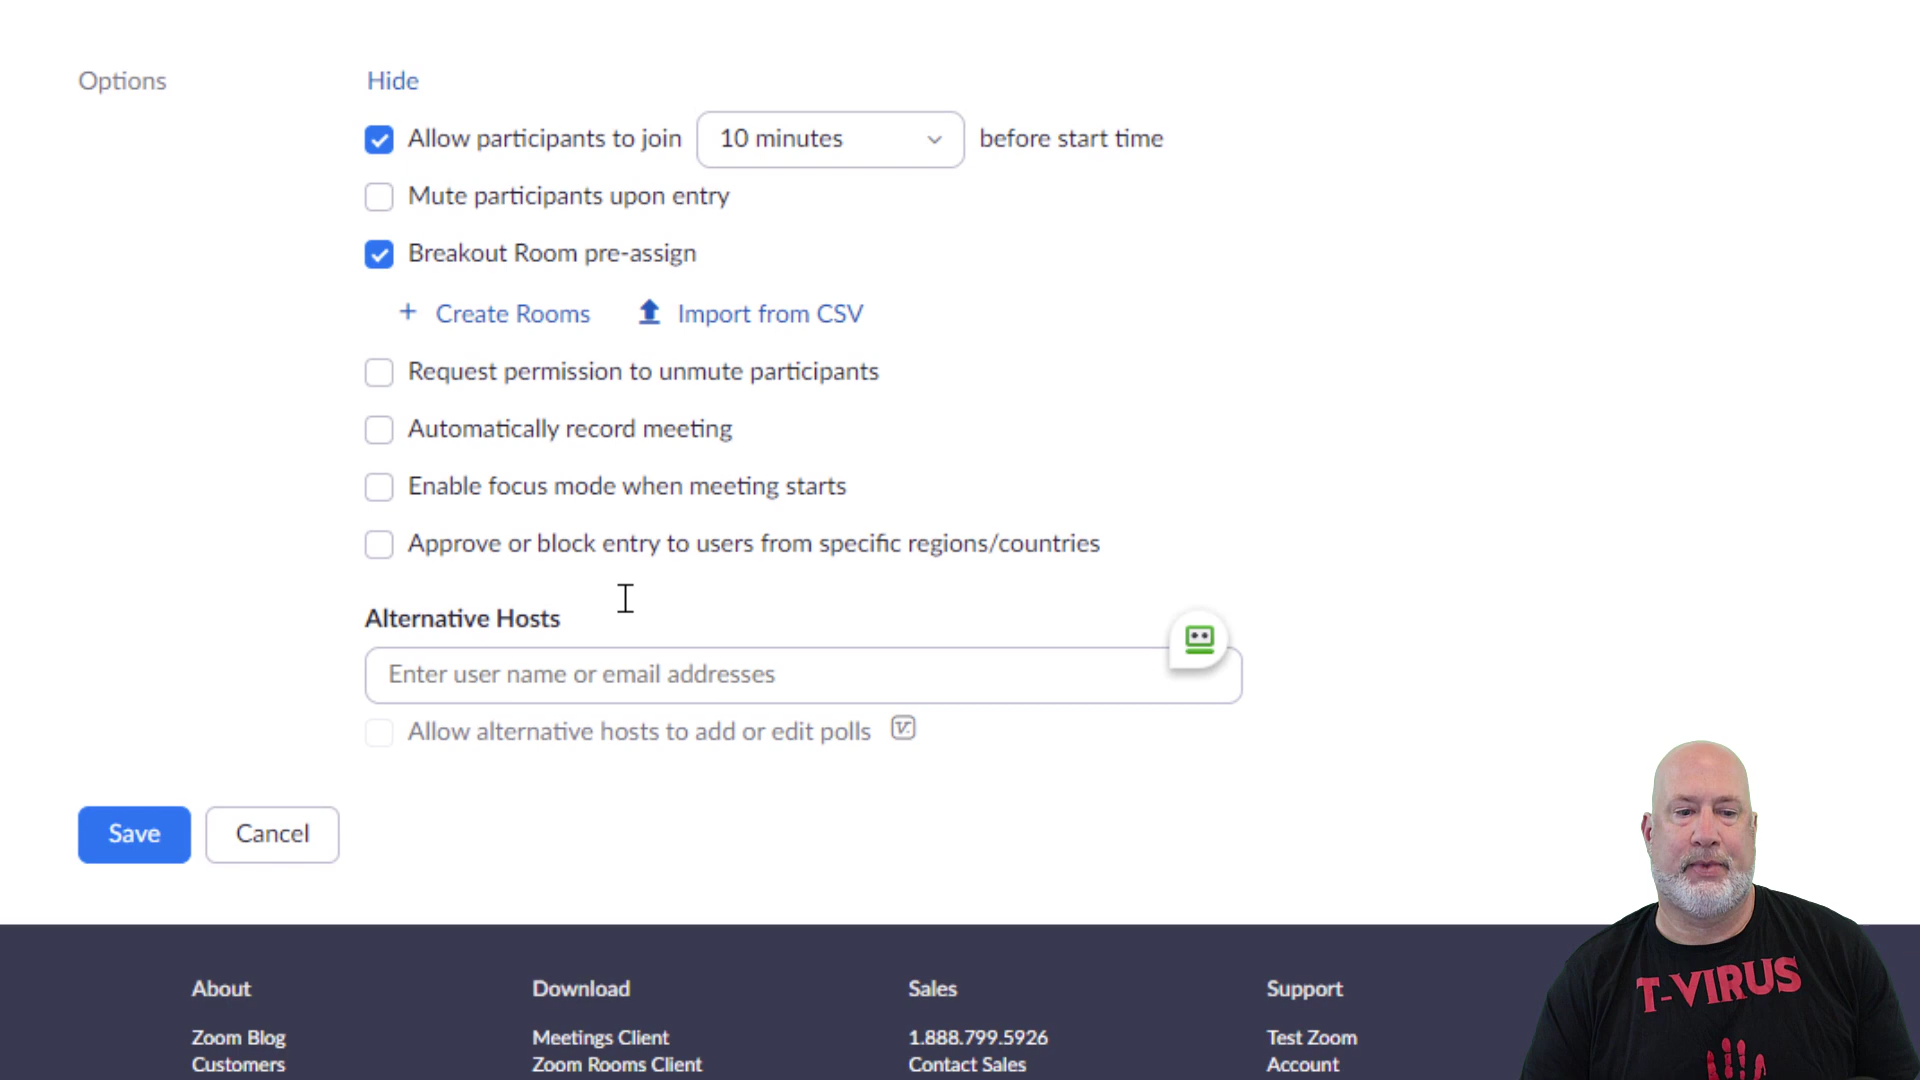 Options
Hide
Allow participants to join 10 minutes before start time
Mute participants upon entry
Breakout Room pre-assign
+ Create Rooms Import from CSV
Request permission to unmute participants
Automatically record meeting
Enable focus mode when meeting starts
Approve or block entry to users from specific regions/countries
Alternative Hosts
Enter user name or email addresses
Allow alternative hosts to add or edit polls
Save Cancel
About Download Sales Support
Zoom Blog Meetings Client 1.888.799.5926 Test Zoom
Customers Zoom Rooms Client Contact Sales Account
T-VIRUS